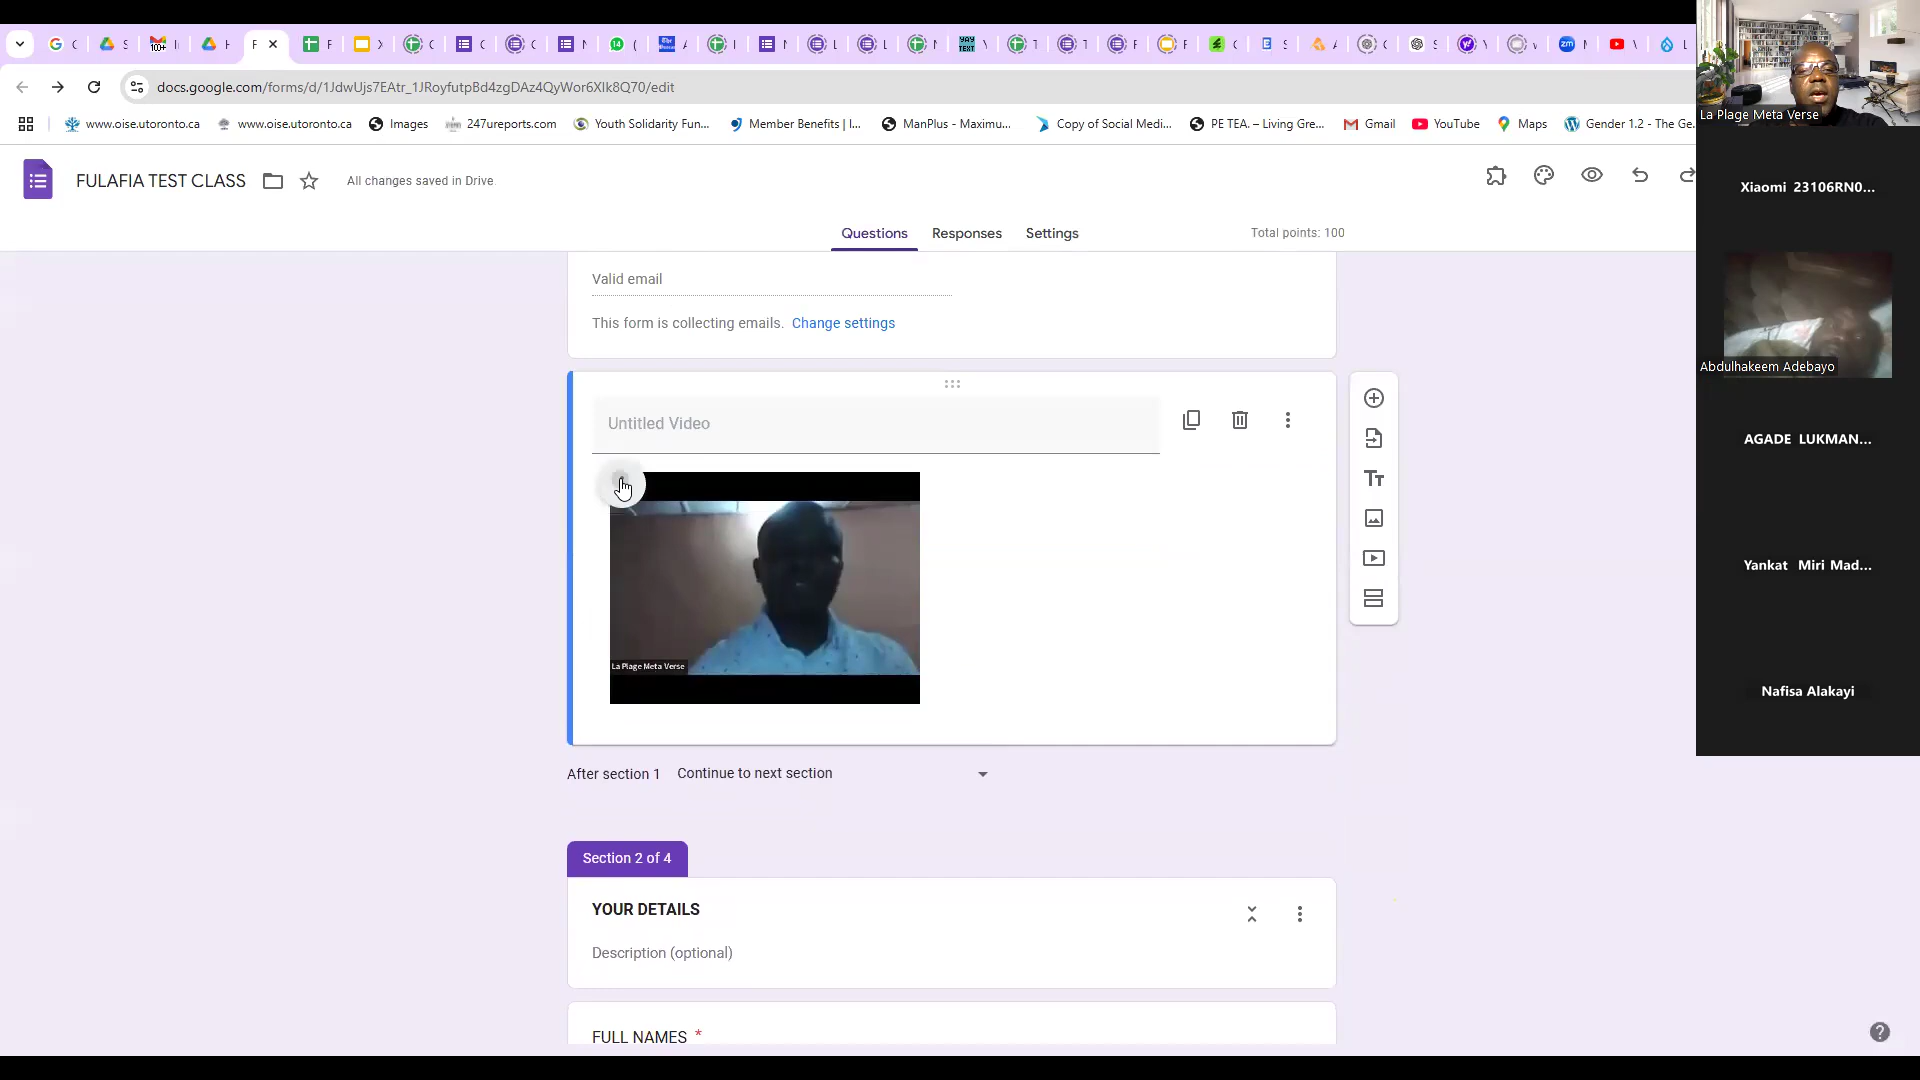 docs.google.com/forms/d/1JdwUjs7EAtr_1JRoyfutpBd4zgDAz4QyWor6Xlk8Q70/edit
www.oise.utoronto.ca
www.oise.utoronto.ca
Images
247ureports.com
Youth Solidarity Fun...
Member Benefits | I...
ManPlus - Maximu...
Copy of Social Medi...
PE TEA. – Living Gre...
Gmail
YouTube
Maps
Gender 1.2 - The Ge...
La Plage Meta Verse
FULAFIA TEST CLASS
All changes saved in Drive
Questions
Responses
Settings
Total points: 100
Xiaomi 23106RN0...
Valid email
This form is collecting emails. Change settings
Abdulhakeem Adebayo
Untitled Video
AGADE LUKMAN...
Yankat Miri Mad...
La Plage Meta Verse
Nafisa Alakayi
After section 1 Continue to next section
Section 2 of 4
YOUR DETAILS
Description (optional)
FULL NAMES *